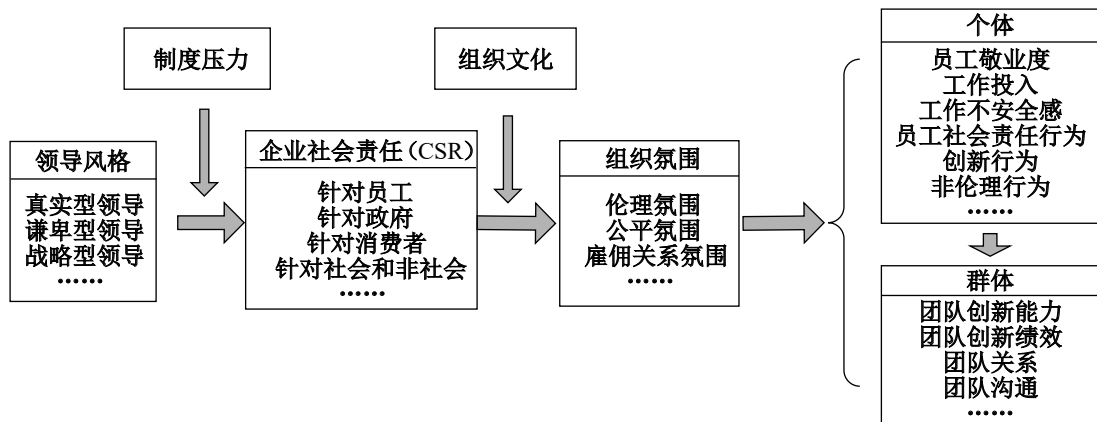 制度压力
组织文化
领导风格
真实型领导
谦卑型领导
战略型领导
……
企业社会责任（CSR）
针对员工
针对政府
针对消费者
针对社会和非社会
……
组织氛围
伦理氛围
公平氛围
雇佣关系氛围
……
个体
员工敬业度
工作投入
工作不安全感
员工社会责任行为
创新行为
非伦理行为
……
群体
团队创新能力
团队创新绩效
团队关系
团队沟通
……